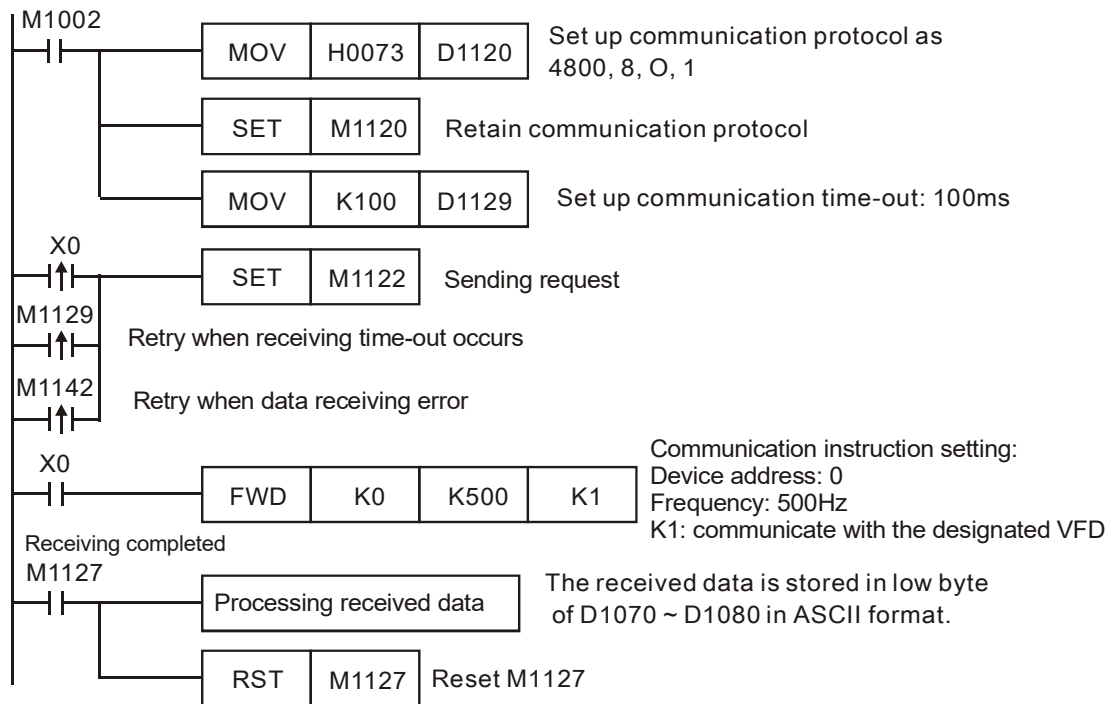 M1002
MOV H0073 D1120 Set up communication protocol as
4800, 8, O, 1
SET M1120 Retain communication protocol
MOV K100 D1129 Set up communication time-out: 100ms
X0
SET M1122 Sending request
M1129
Retry when receiving time-out occurs
M1142
Retry when data receiving error
X0
FWD K0 K500 K1
Communication instruction setting:
Device address: 0
Frequency: 500Hz
K1: communicate with the designated VFD
Receiving completed
M1127
Processing received data
The received data is stored in low byte
of D1070 ~ D1080 in ASCII format.
RST M1127 Reset M1127